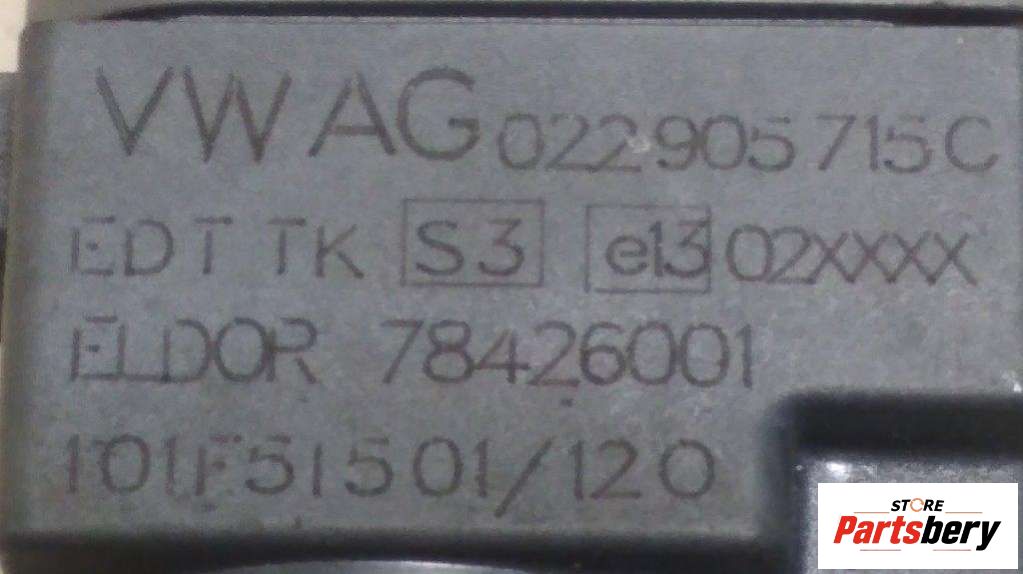 VW AG 022 905 715 C
EDT TK S3 e13 02XXXX
ELDOR 78426001
101F51501/120
STORE
Partsbery